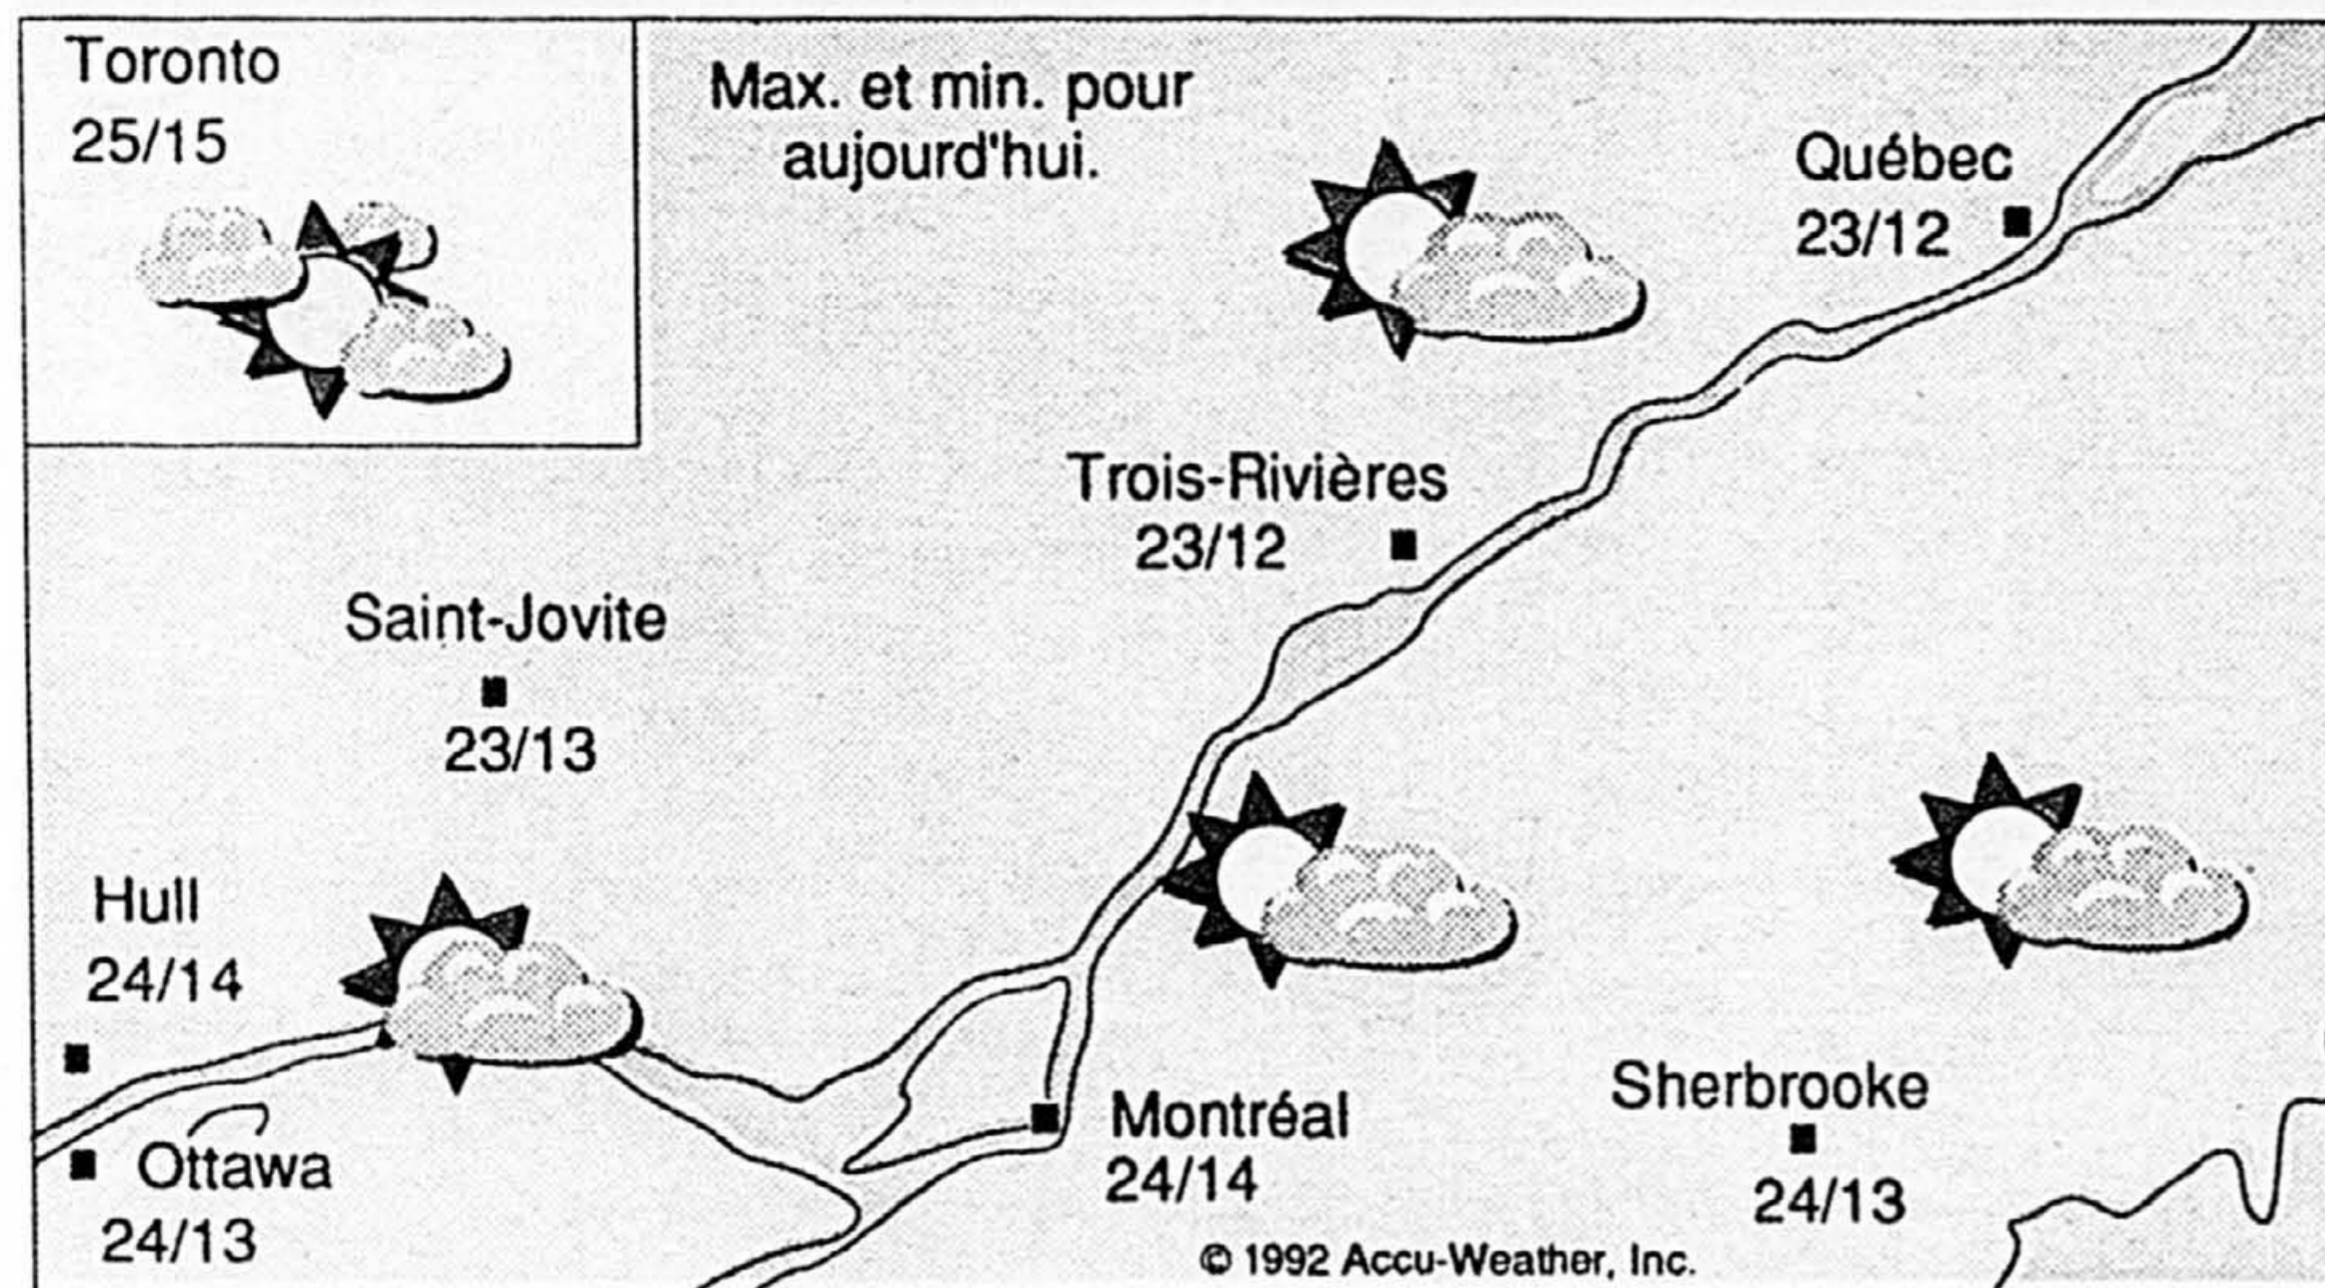 Toronto
25/15
Max. et min. pour
aujourd'hui.
Québec
23/12
Trois-Rivières
23/12
Saint-Jovite
23/13
Hull
24/14
Ottawa
24/13
Montréal
24/14
Sherbrooke
24/13
© 1992 Accu-Weather, Inc.